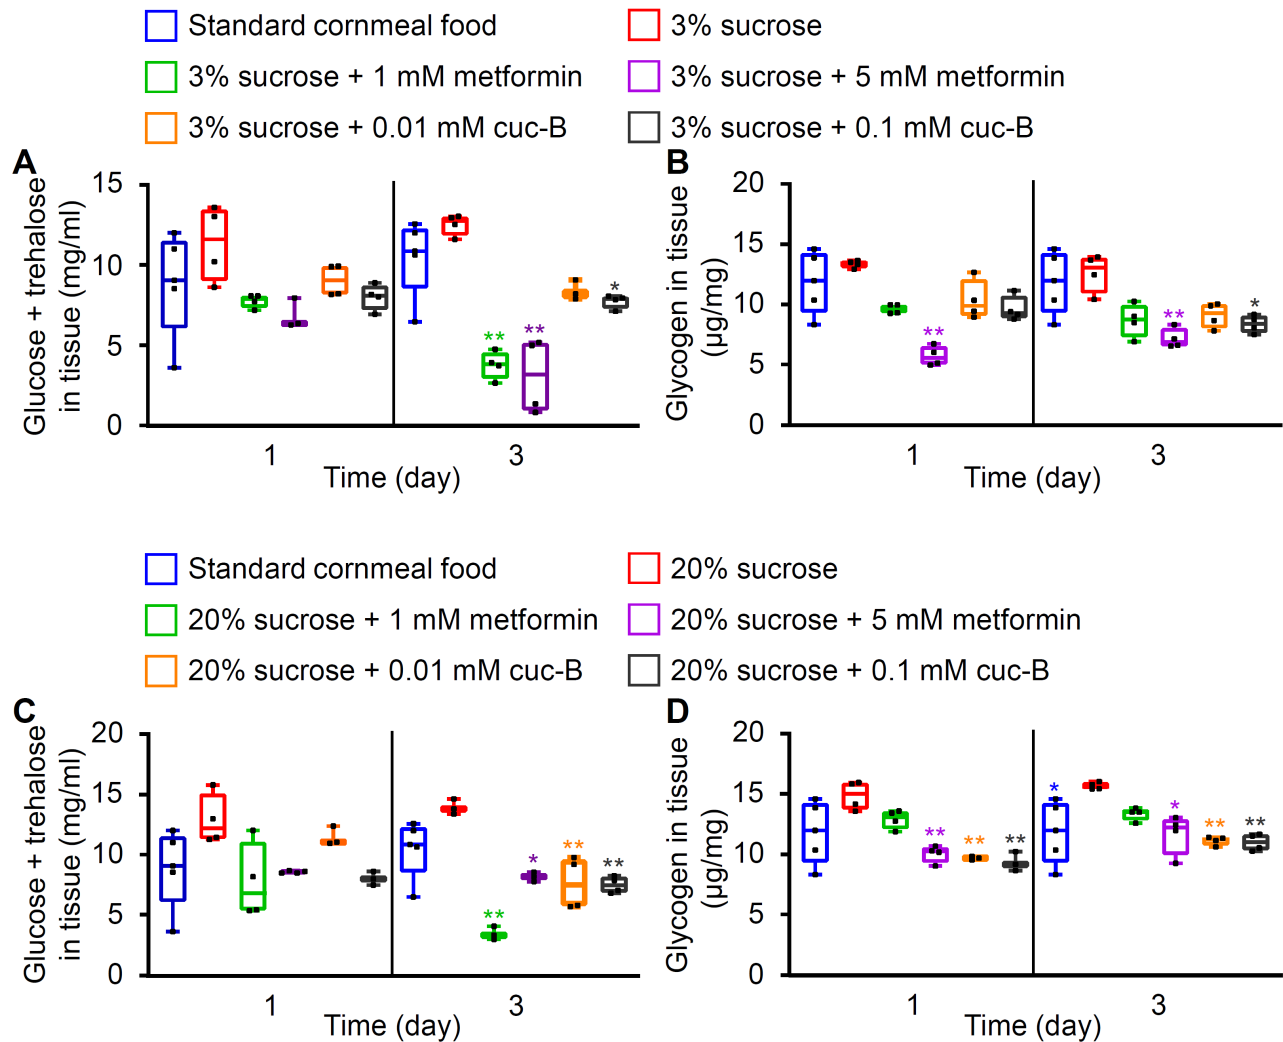 Standard cornmeal food
3% sucrose
3% sucrose + 1 mM metformin
3% sucrose + 5 mM metformin
3% sucrose + 0.01 mM cuc-B
3% sucrose + 0.1 mM cuc-B
A
Glucose + trehalose
in tissue (mg/ml)
15
10
5
0
**
**
*
1
3
Time (day)
B
Glycogen in tissue
(µg/mg)
20
15
10
5
0
**
**
*
1
3
Time (day)
Standard cornmeal food
20% sucrose
20% sucrose + 1 mM metformin
20% sucrose + 5 mM metformin
20% sucrose + 0.01 mM cuc-B
20% sucrose + 0.1 mM cuc-B
C
Glucose + trehalose
in tissue (mg/ml)
20
15
10
5
0
**
*
**
**
1
3
Time (day)
D
Glycogen in tissue
(µg/mg)
20
15
10
5
0
**
**
**
*
*
**
**
1
3
Time (day)